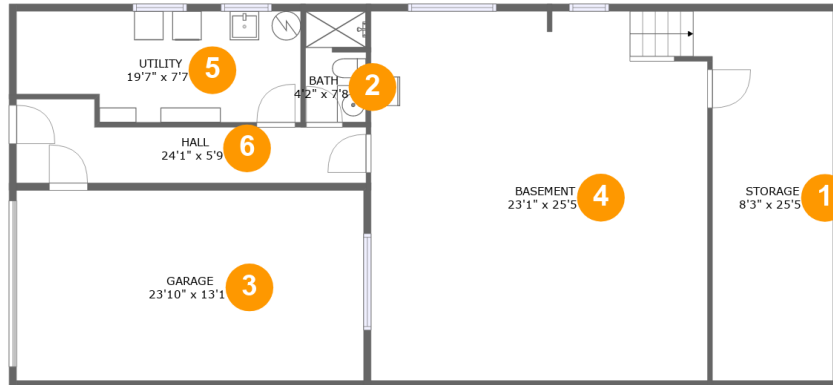 UTILITY
19'7" x 7'7
5
BATH
4'2" x 7'8
2
HALL
24'1" x 5'9
6
BASEMENT
23'1" x 25'5
4
STORAGE
8'3" x 25'5
1
GARAGE
23'10" x 13'1
3